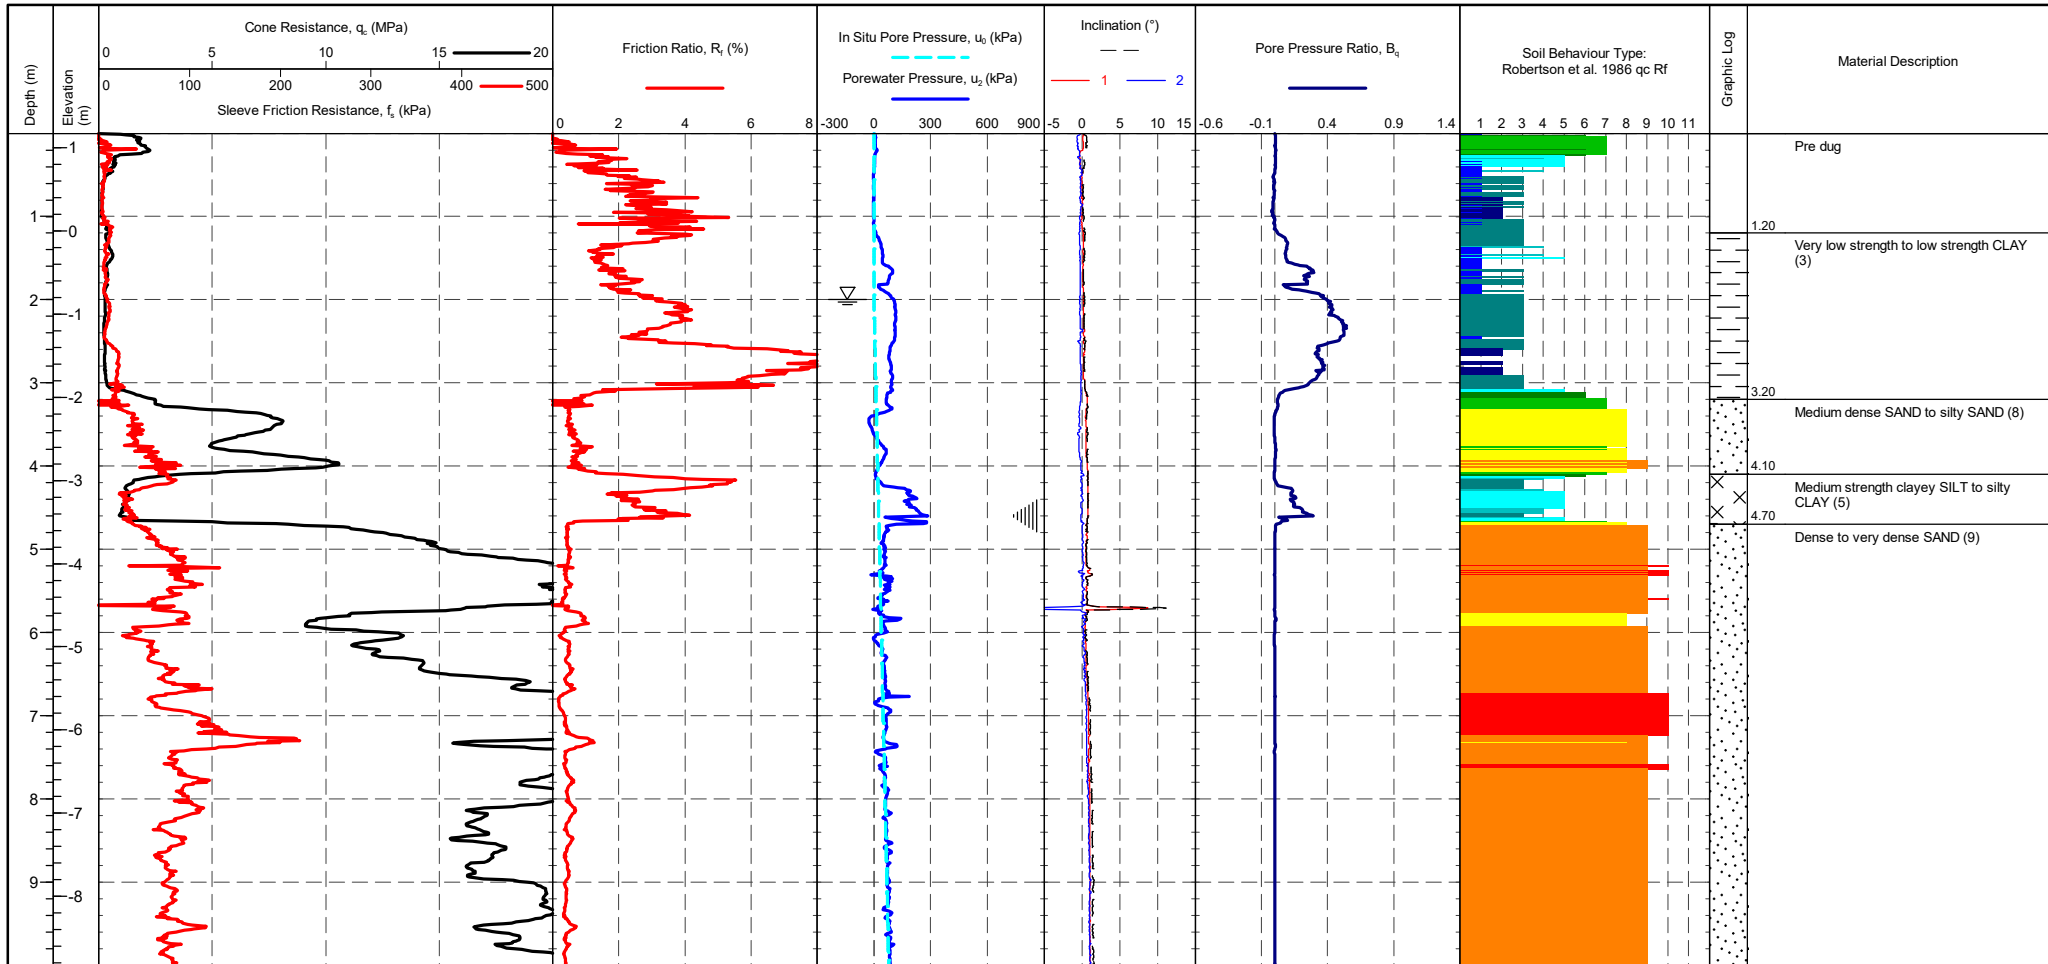 Depth (m)
Elevation (m)
Cone Resistance, qc (MPa)
0 5 10 15 20
100 200 300 400 500
0
Sleeve Friction Resistance, fs (kPa)
Friction Ratio, Rf (%)
0 2 4 6 8
In Situ Pore Pressure, u0 (kPa)
Porewater Pressure, u2 (kPa)
-300 0 300 600 900
Inclination (°)
1 2
-5 0 5 10 15
Pore Pressure Ratio, Bq
-0.6 -0.1 0.4 0.9 1.4
Soil Behaviour Type:
Robertson et al. 1986 qc Rf
1 2 3 4 5 6 7 8 9 10 11
Graphic Log
Material Description
1
Pre dug
1
1.20
0
Very low strength to low strength CLAY
(3)
2
-1
3
3.20
-2
Medium dense SAND to silty SAND (8)
4
4.10
-3
Medium strength clayey SILT to silty
CLAY (5)
4.70
Dense to very dense SAND (9)
5
-4
6
-5
7
-6
8
-7
9
-8